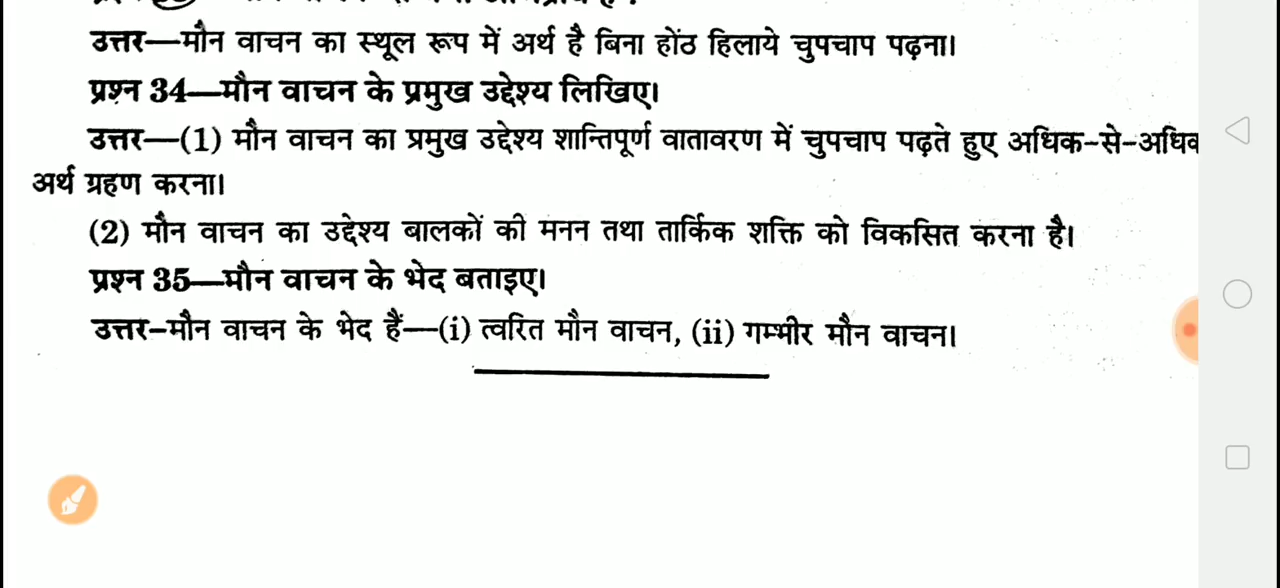 उत्तर—मौन वाचन का स्थूल रूप में अर्थ है बिना होंठ हिलाये चुपचाप पढ़ना।
प्रश्न 34—मौन वाचन के प्रमुख उद्देश्य लिखिए।
उत्तर—(1) मौन वाचन का प्रमुख उद्देश्य शान्तिपूर्ण वातावरण में चुपचाप पढ़ते हुए अधिक-से-अधिक
अर्थ ग्रहण करना।
(2) मौन वाचन का उद्देश्य बालकों की मनन तथा तार्किक शक्ति को विकसित करना है।
प्रश्न 35—मौन वाचन के भेद बताइए।
उत्तर–मौन वाचन के भेद हैं—(i) त्वरित मौन वाचन, (ii) गम्भीर मौन वाचन।